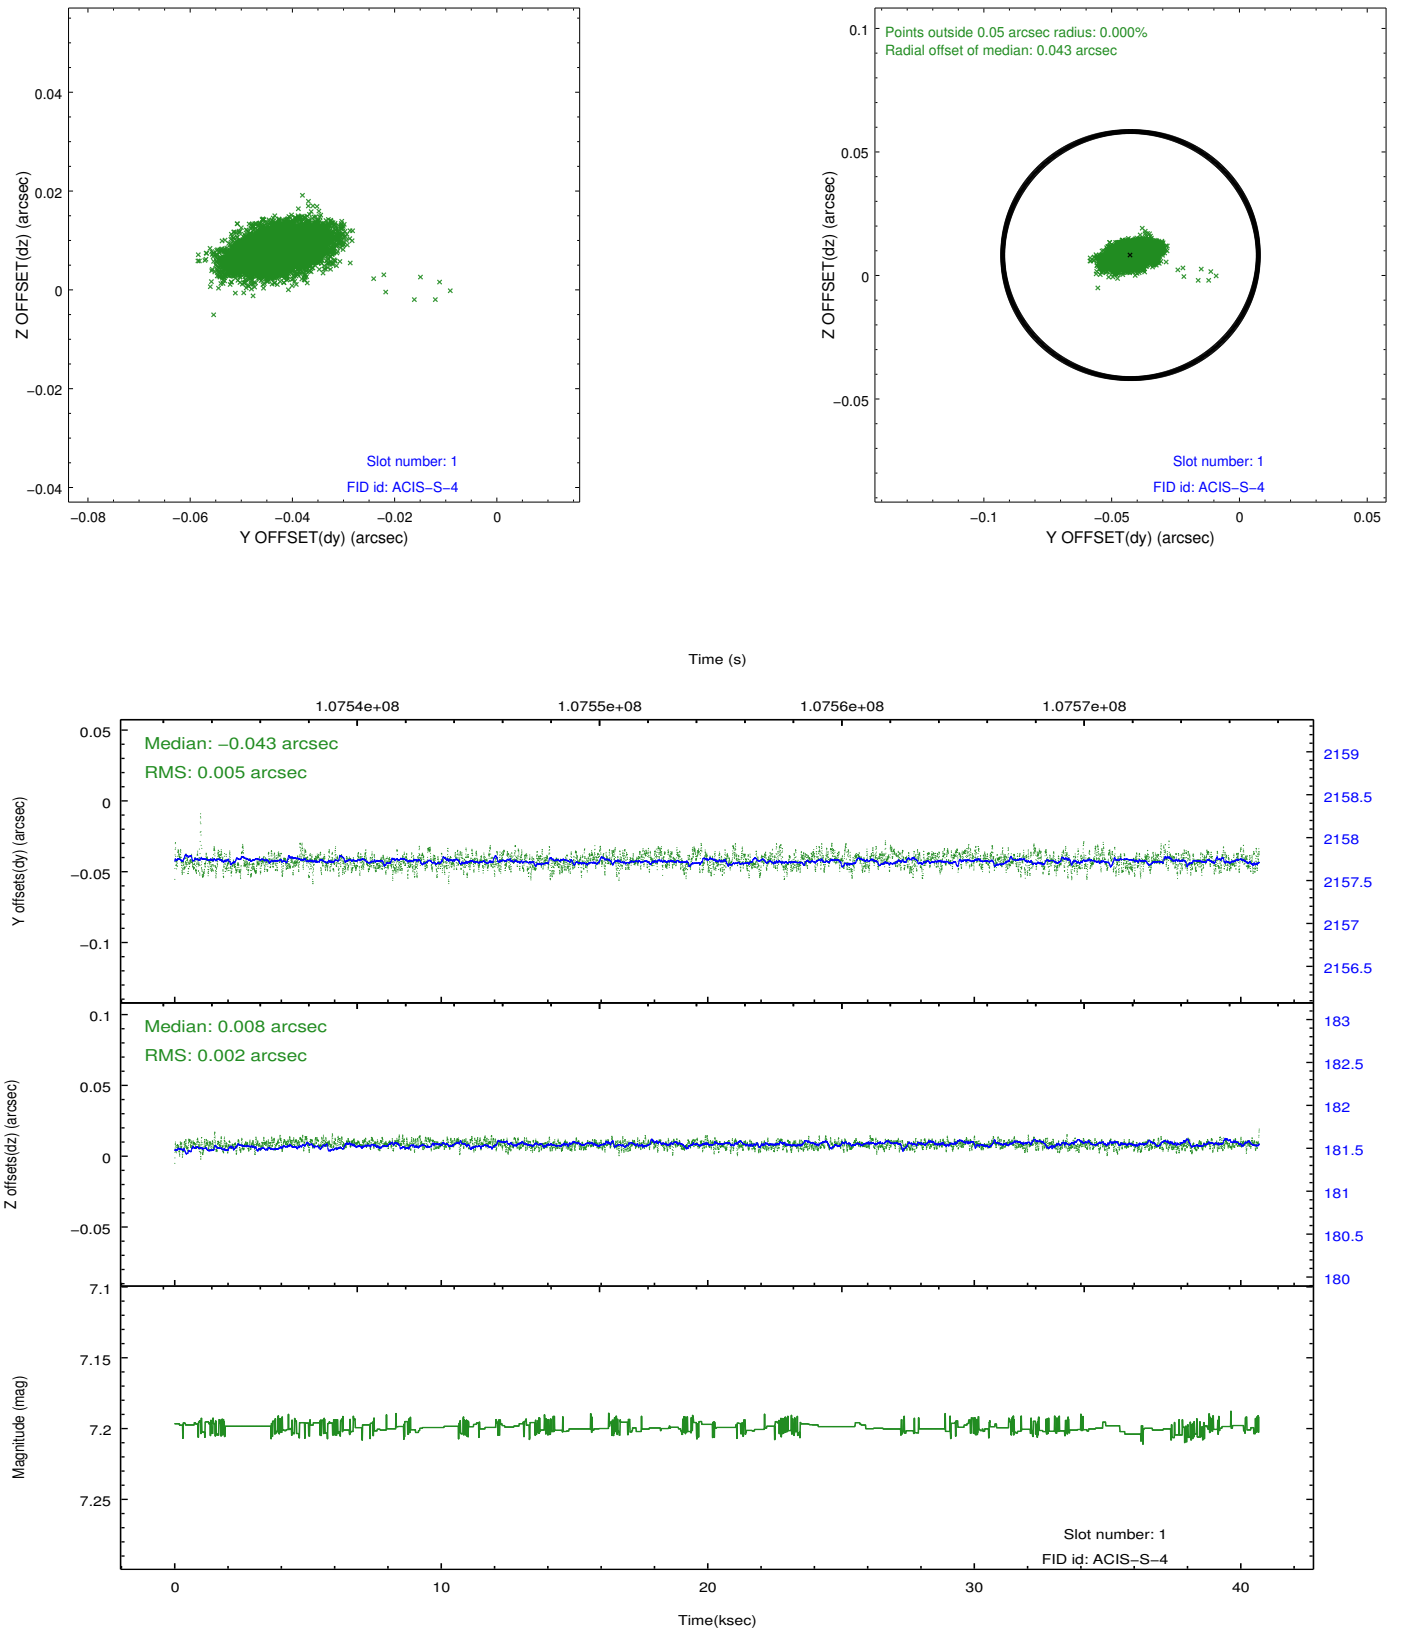 0.04
0.02
0
−0.02
−0.04
−0.08
−0.06
−0.04
−0.02
0
Z OFFSET(dz) (arcsec)
Y OFFSET(dy) (arcsec)
Slot number: 1
FID id: ACIS−S−4
Points outside 0.05 arcsec radius: 0.000%
Radial offset of median: 0.043 arcsec
0.1
0.05
0
−0.05
−0.1
−0.05
0
0.05
Z OFFSET(dz) (arcsec)
Y OFFSET(dy) (arcsec)
Slot number: 1
FID id: ACIS−S−4
Time (s)
1.0754e+08
1.0755e+08
1.0756e+08
1.0757e+08
Median: −0.043 arcsec
RMS: 0.005 arcsec
0.05
0
−0.05
−0.1
Y offsets(dy) (arcsec)
2159
2158.5
2158
2157.5
2157
2156.5
Median: 0.008 arcsec
RMS: 0.002 arcsec
0.1
0.05
0
−0.05
Z offsets(dz) (arcsec)
183
182.5
182
181.5
181
180.5
180
7.1
7.15
7.2
7.25
Magnitude (mag)
Slot number: 1
FID id: ACIS−S−4
0
10
20
30
40
Time(ksec)